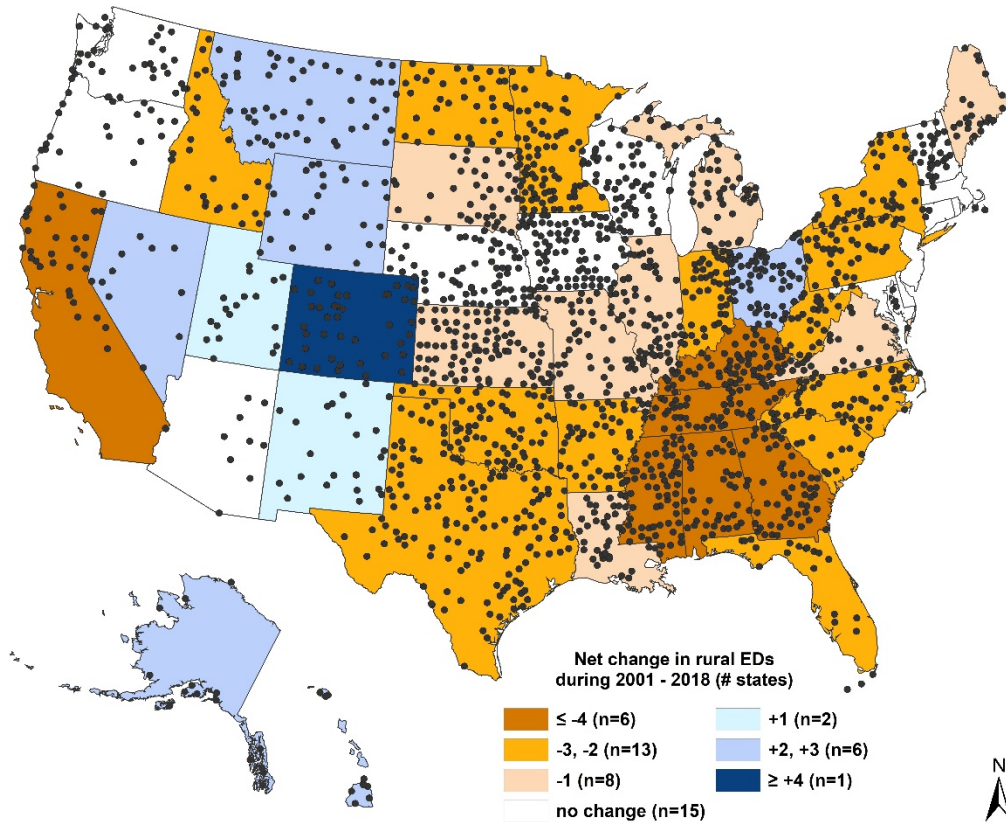 Net change in rural EDs
during 2001 - 2018 (# states)
≤ -4 (n=6)
+1 (n=2)
-3, -2 (n=13)
+2, +3 (n=6)
-1 (n=8)
≥ +4 (n=1)
no change (n=15)
N